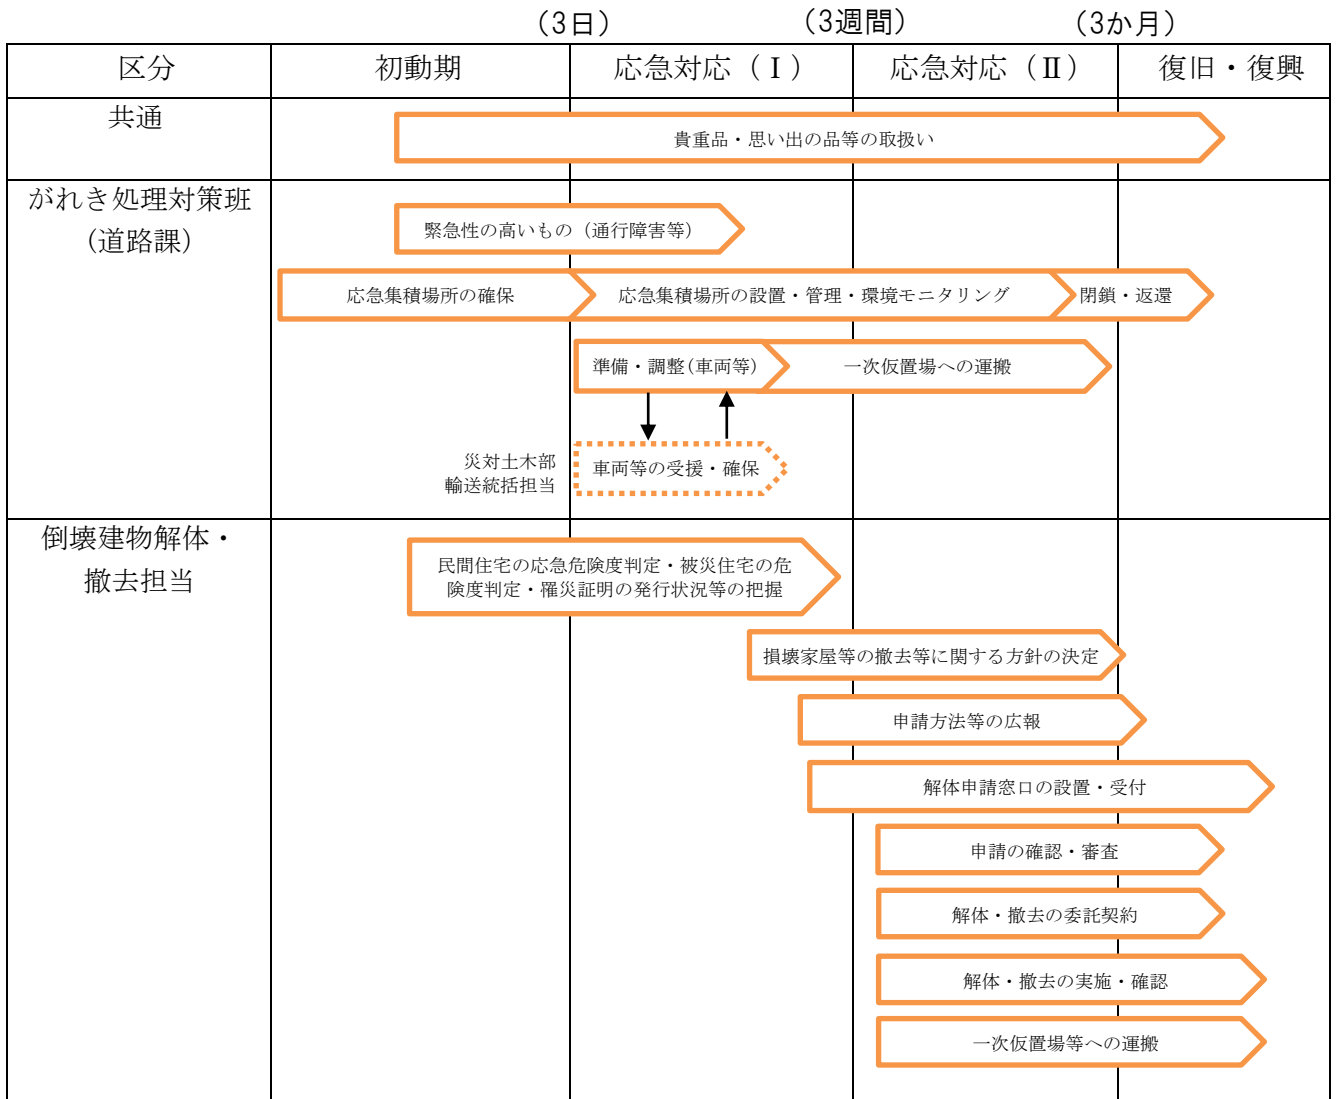 （3日）
（3週間）
（3か月）
区分
初動期
応急対応（Ⅰ）
応急対応（Ⅱ）
復旧・復興
共通
貴重品・思い出の品等の取扱い
がれき処理対策班
（道路課）
緊急性の高いもの（通行障害等）
応急集積場所の確保
応急集積場所の設置・管理・環境モニタリング
閉鎖・返還
準備・調整(車両等)
一次仮置場への運搬
災対土木部
輸送統括担当
車両等の受援・確保
倒壊建物解体・
撤去担当
民間住宅の応急危険度判定・被災住宅の危
険度判定・罹災証明の発行状況等の把握
損壊家屋等の撤去等に関する方針の決定
申請方法等の広報
解体申請窓口の設置・受付
申請の確認・審査
解体・撤去の委託契約
解体・撤去の実施・確認
一次仮置場等への運搬